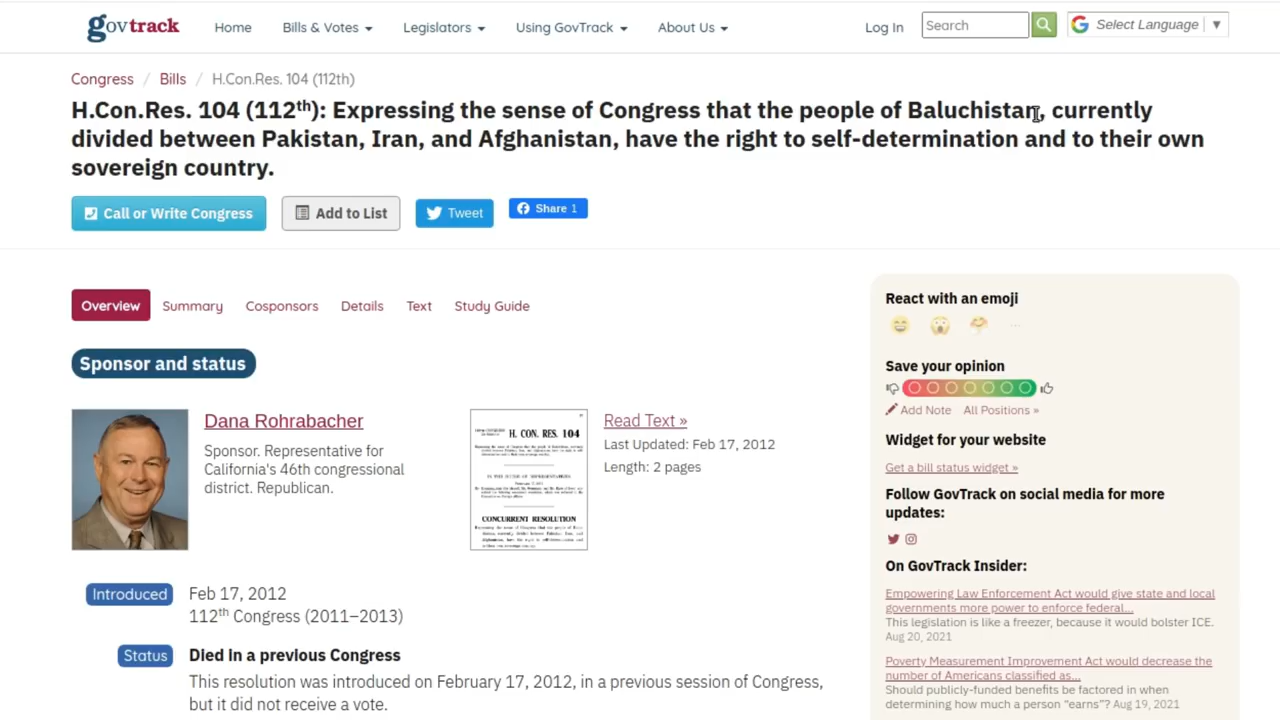 govtrack Home Bills & Votes Legislators Using GovTrack About Us Log In Search Select Language
Congress / Bills / H.Con.Res. 104 (112th)
H.Con.Res. 104 (112th): Expressing the sense of Congress that the people of Baluchistan, currently
divided between Pakistan, Iran, and Afghanistan, have the right to self-determination and to their own
sovereign country.
Call or Write Congress Add to List Tweet Share 1
Overview Summary Cosponsors Details Text Study Guide
Sponsor and status
Dana Rohrabacher
Sponsor. Representative for
California's 46th congressional
district. Republican.
H. CON. RES. 104
CONCURRENT RESOLUTION
Read Text »
Last Updated: Feb 17, 2012
Length: 2 pages
Introduced Feb 17, 2012
112th Congress (2011–2013)
Status Died in a previous Congress
This resolution was introduced on February 17, 2012, in a previous session of Congress,
but it did not receive a vote.
React with an emoji
Save your opinion
Add Note All Positions »
Widget for your website
Get a bill status widget »
Follow GovTrack on social media for more
updates:
On GovTrack Insider:
Empowering Law Enforcement Act would give state and local
governments more power to enforce federal...
This legislation is like a freezer, because it would bolster ICE.
Aug 20, 2021
Poverty Measurement Improvement Act would decrease the
number of Americans classified as...
Should publicly-funded benefits be factored in when
determining how much a person “earns”? Aug 19, 2021